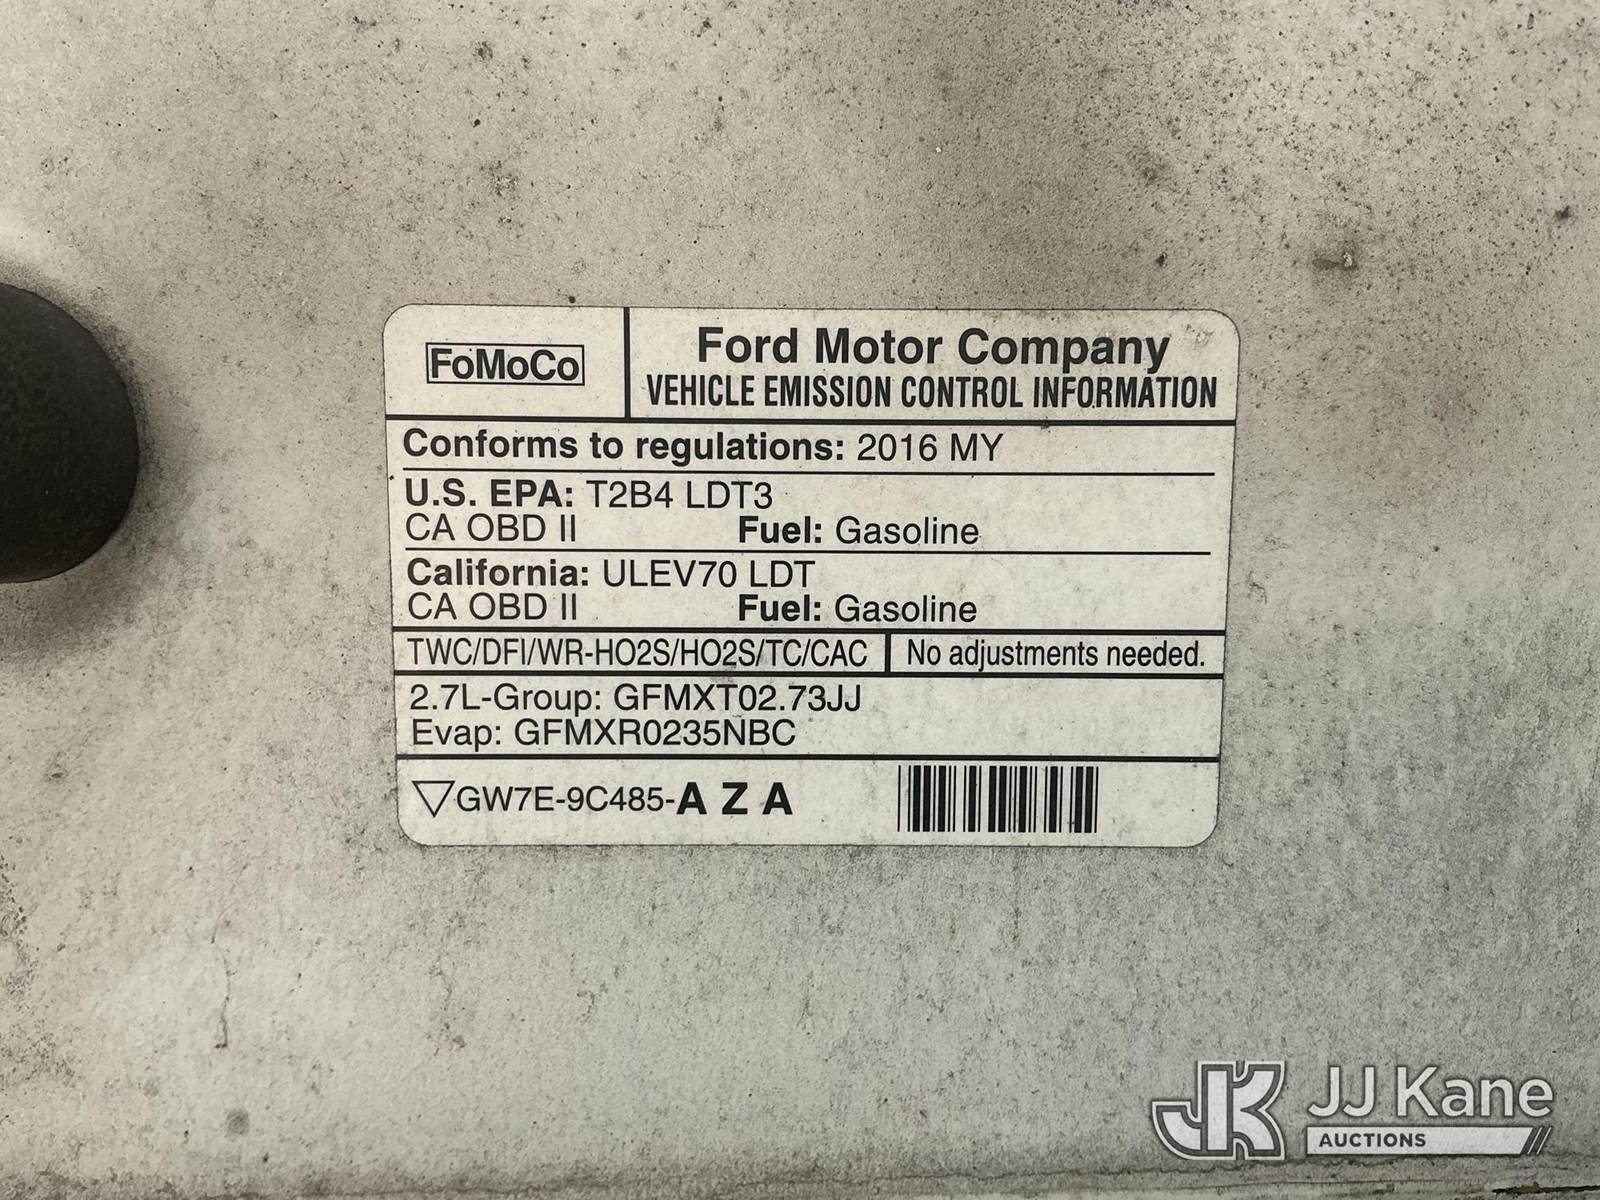 FoMoCo
Ford Motor Company
VEHICLE EMISSION CONTROL INFORMATION
Conforms to regulations: 2016 MY
U.S. EPA: T2B4 LDT3
CA OBD II Fuel: Gasoline
California: ULEV70 LDT
CA OBD II Fuel: Gasoline
TWC/DFI/WR-HO2S/HO2S/TC/CAC No adjustments needed.
2.7L-Group: GFMXT02.73JJ
Evap: GFMXR0235NBC
GW7E-9C485-A Z A
JK JJ Kane
AUCTIONS